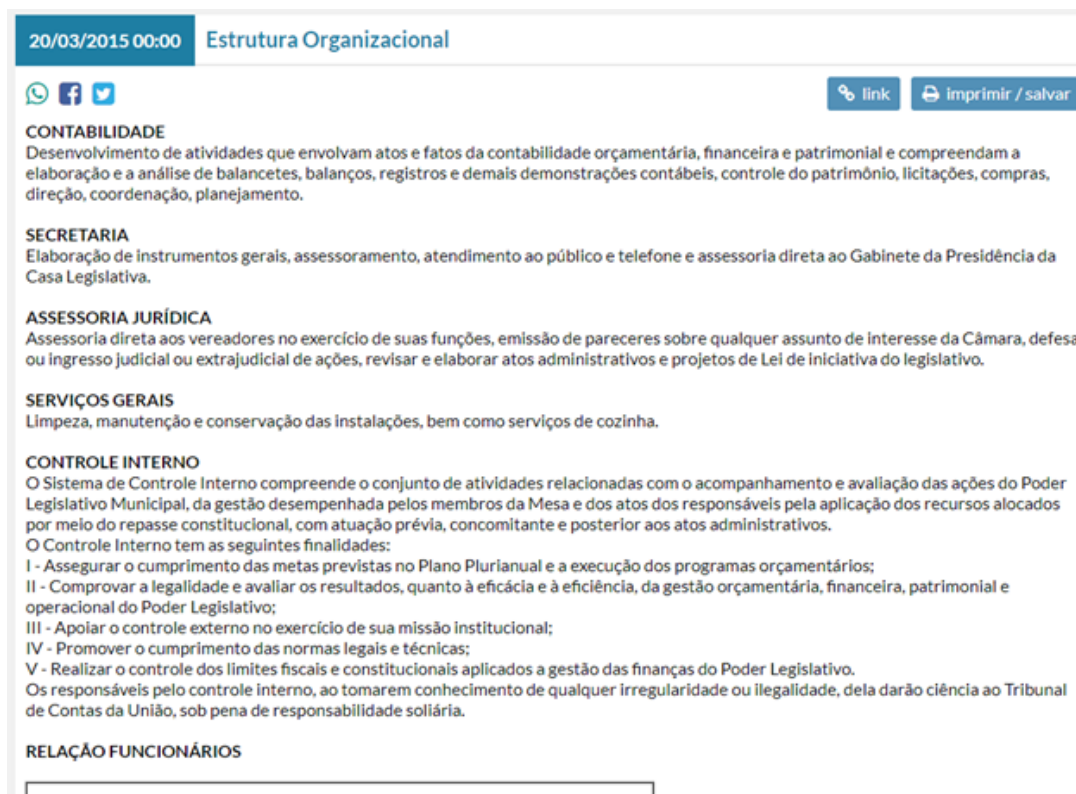 20/03/2015 00:00 Estrutura Organizacional
link imprimir / salvar
CONTABILIDADE
Desenvolvimento de atividades que envolvam atos e fatos da contabilidade orçamentária, financeira e patrimonial e compreendam a
elaboração e a análise de balancetes, balanços, registros e demais demonstrações contábeis, controle do patrimônio, licitações, compras,
direção, coordenação, planejamento.
SECRETARIA
Elaboração de instrumentos gerais, assessoramento, atendimento ao público e telefone e assessoria direta ao Gabinete da Presidência da
Casa Legislativa.
ASSESSORIA JURÍDICA
Assessoria direta aos vereadores no exercício de suas funções, emissão de pareceres sobre qualquer assunto de interesse da Câmara, defesa
ou ingresso judicial ou extrajudicial de ações, revisar e elaborar atos administrativos e projetos de Lei de iniciativa do legislativo.
SERVIÇOS GERAIS
Limpeza, manutenção e conservação das instalações, bem como serviços de cozinha.
CONTROLE INTERNO
O Sistema de Controle Interno compreende o conjunto de atividades relacionadas com o acompanhamento e avaliação das ações do Poder
Legislativo Municipal, da gestão desempenhada pelos membros da Mesa e dos atos dos responsáveis pela aplicação dos recursos alocados
por meio do repasse constitucional, com atuação prévia, concomitante e posterior aos atos administrativos.
O Controle Interno tem as seguintes finalidades:
I - Assegurar o cumprimento das metas previstas no Plano Plurianual e a execução dos programas orçamentários;
II - Comprovar a legalidade e avaliar os resultados, quanto à eficácia e à eficiência, da gestão orçamentária, financeira, patrimonial e
operacional do Poder Legislativo;
III - Apoiar o controle externo no exercício de sua missão institucional;
IV - Promover o cumprimento das normas legais e técnicas;
V - Realizar o controle dos limites fiscais e constitucionais aplicados a gestão das finanças do Poder Legislativo.
Os responsáveis pelo controle interno, ao tomarem conhecimento de qualquer irregularidade ou ilegalidade, dela darão ciência ao Tribunal
de Contas da União, sob pena de responsabilidade soliária.
RELAÇÃO FUNCIONÁRIOS